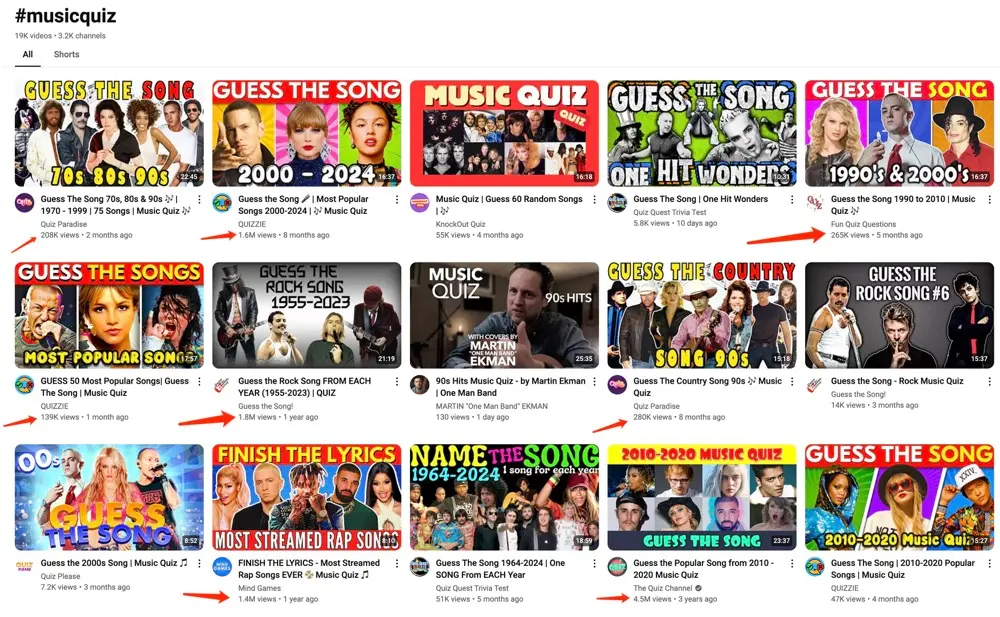 #musicquiz
19K videos • 3.2K channels
All Shorts
GUESS THE SONG
70s 80s 90s
22:45
GUESS THE SONG
2000 - 2024
16:37
MUSIC QUIZ
QUIZ
16:18
GUESS THE SONG
ONE HIT WONDERS
10:31
GUESS THE SONG
1990's & 2000's
16:37
Guess The Song 70s, 80s & 90s 🎶 |
1970 - 1999 | 75 Songs | Music Quiz 🎶
Quiz Paradise
208K views • 2 months ago
Guess the Song 🎤 | Most Popular
Songs 2000-2024 | 🎶 Music Quiz
QUIZZIE
1.6M views • 8 months ago
Music Quiz | Guess 60 Random Songs
| 🎶
KnockOut Quiz
55K views • 4 months ago
Guess The Song | One Hit Wonders
Quiz Quest Trivia Test
5.8K views • 10 days ago
Guess the Song 1990 to 2010 | Music
Quiz 🎶
Fun Quiz Questions
265K views • 5 months ago
GUESS THE SONGS
MOST POPULAR SONG
17:57
GUESS THE
ROCK SONG
1955-2023
21:19
MUSIC
QUIZ
90s HITS
WITH COVERS BY
MARTIN
"ONE MAN BAND"
EKMAN
25:35
GUESS THE COUNTRY
SONG 90s
15:18
GUESS THE
ROCK SONG #6
15:37
GUESS 50 Most Popular Songs| Guess
The Song | Music Quiz
QUIZZIE
139K views • 1 month ago
Guess the Rock Song FROM EACH
YEAR (1955-2023) | QUIZ
Guess the Song!
1.8M views • 1 year ago
90s Hits Music Quiz - by Martin Ekman
| One Man Band
MARTIN "One Man Band" EKMAN
130 views • 1 day ago
Guess The Country Song 90s 🎶 Music
Quiz
Quiz Paradise
280K views • 8 months ago
Guess the Song - Rock Music Quiz
Guess the Song!
14K views • 3 months ago
00s
GUESS
THE SONG
8:52
FINISH THE LYRICS
MOST STREAMED RAP SONGS
8:10
NAME THE SONG
1964-2024 1 song for each year
18:59
2010-2020 MUSIC QUIZ
GUESS THE SONG
23:37
GUESS THE SONG
2010-2020 Music Quiz
15:27
Guess the 2000s Song | Music Quiz 🎵
Quiz Please
7.2K views • 3 months ago
FINISH THE LYRICS - Most Streamed
Rap Songs EVER 💸 Music Quiz 🎵
Mind Games
1.4M views • 1 year ago
Guess The Song 1964-2024 | One
SONG From EACH Year
Quiz Quest Trivia Test
51K views • 5 months ago
Guess the Popular Song from 2010 -
2020 Music Quiz
The Quiz Channel
4.5M views • 3 years ago
Guess The Song | 2010-2020 Popular
Songs | Music Quiz
QUIZZIE
47K views • 4 months ago